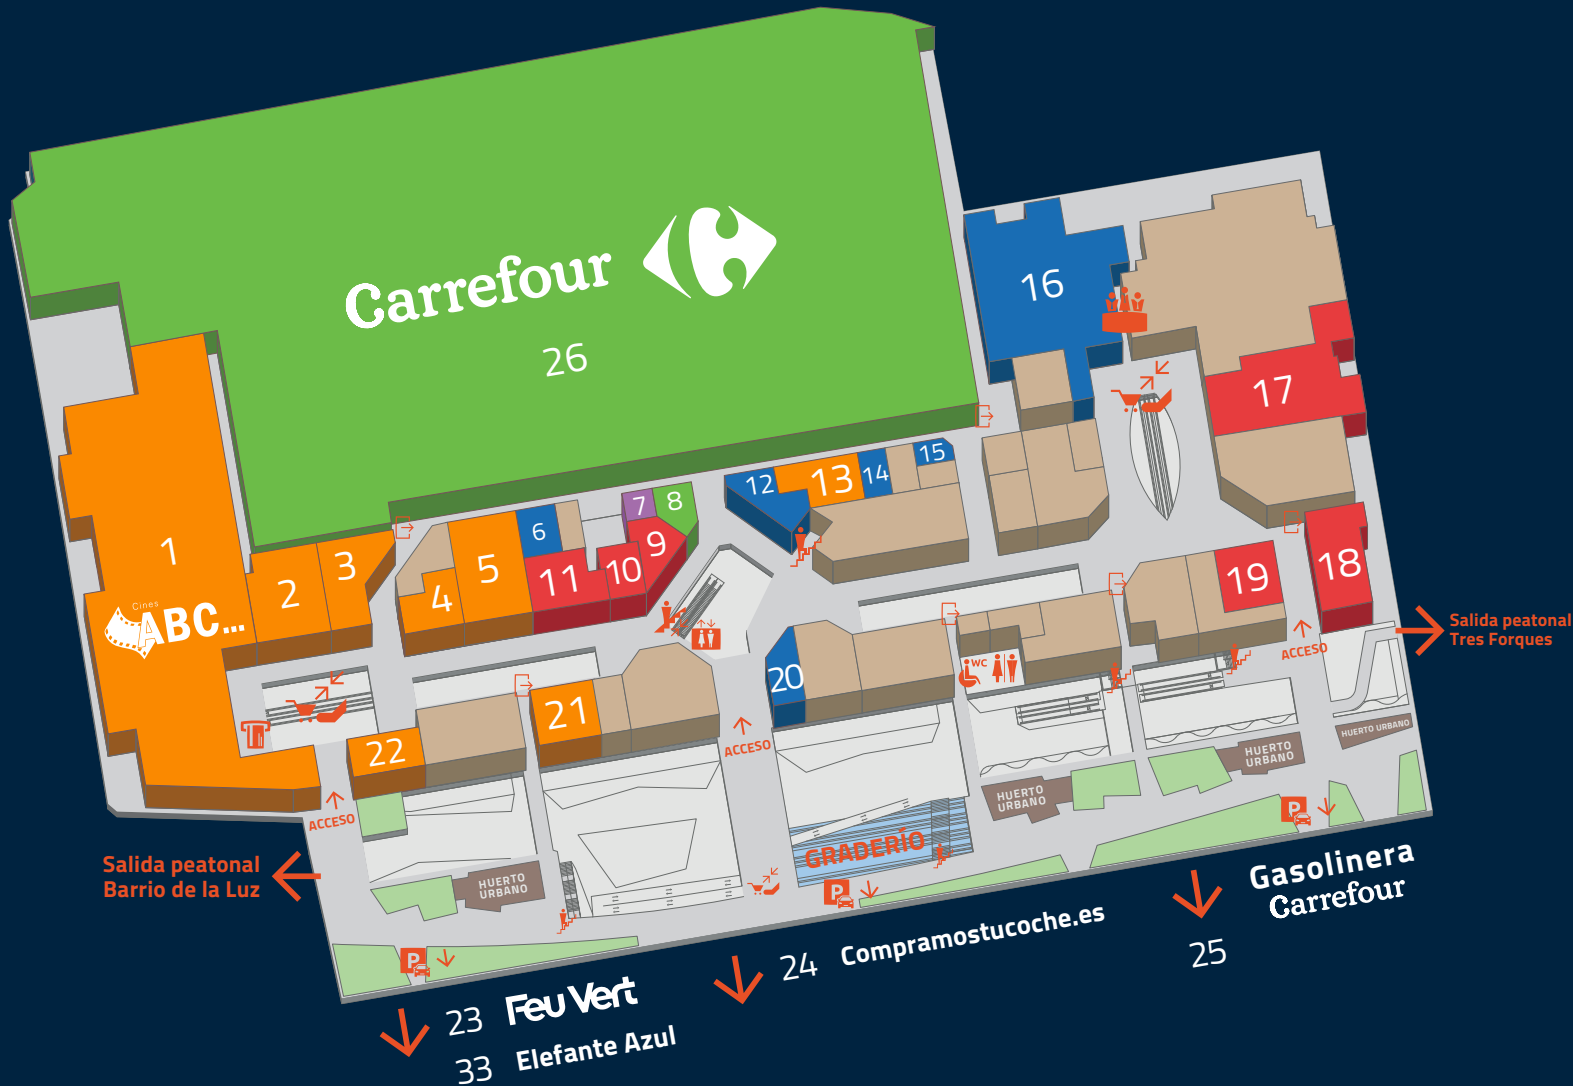 Carrefour
26
16
17
12
13
14
15
1
Cines
ABC...
2
3
4
5
6
7
8
9
10
11
18
19
20
21
22
WC
ACCESO
ACCESO
ACCESO
Salida peatonal
Tres Forques
HUERTO URBANO
HUERTO
URBANO
HUERTO
URBANO
HUERTO
URBANO
GRADERÍO
P
P
P
Salida peatonal
Barrio de la Luz
Gasolinera
Carrefour
25
24 Compramostucoche.es
23 Feu Vert
33 Elefante Azul